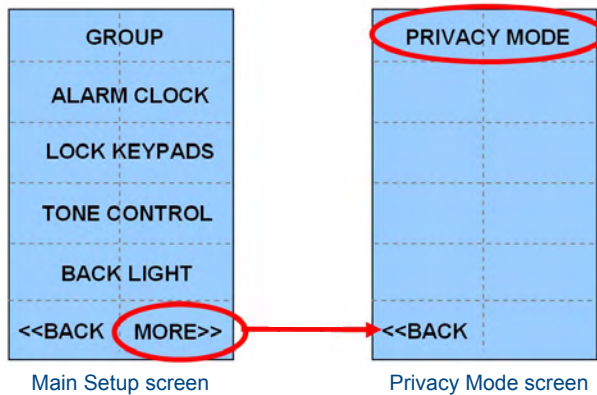 GROUP
ALARM CLOCK
LOCK KEYPADS
TONE CONTROL
BACK LIGHT
<<BACK MORE>>
Main Setup screen
PRIVACY MODE
<<BACK
Privacy Mode screen